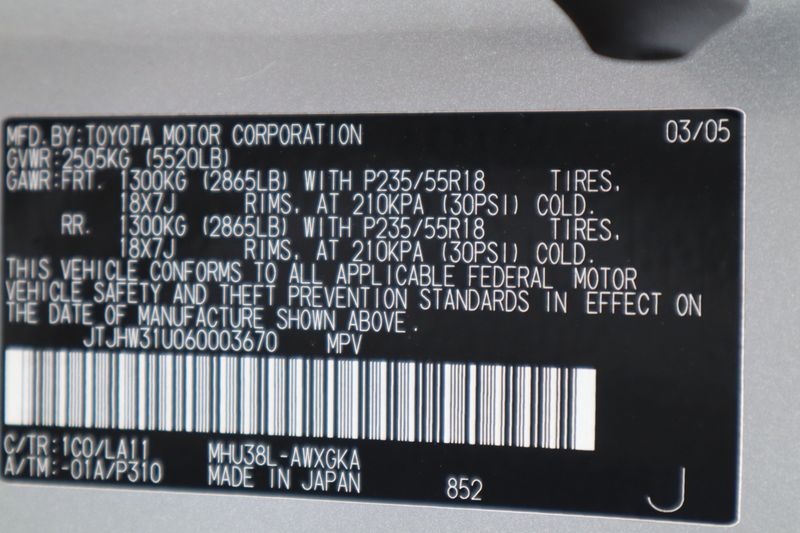 MFD. BY: TOYOTA MOTOR CORPORATION 03/05
GVWR: 2505KG (5520LB)
GAWR: FRT. 1300KG (2865LB) WITH P235/55R18 TIRES,
18X7J RIMS, AT 210KPA (30PSI) COLD.
RR. 1300KG (2865LB) WITH P235/55R18 TIRES,
18X7J RIMS, AT 210KPA (30PSI) COLD.
THIS VEHICLE CONFORMS TO ALL APPLICABLE FEDERAL MOTOR
VEHICLE SAFETY AND THEFT PREVENTION STANDARDS IN EFFECT ON
THE DATE OF MANUFACTURE SHOWN ABOVE.
JTJHW31U060003670 MPV
C/TR: 1C0/LA11 MHU38L-AWXGKA
A/TM: -01A/P310 MADE IN JAPAN 852 J